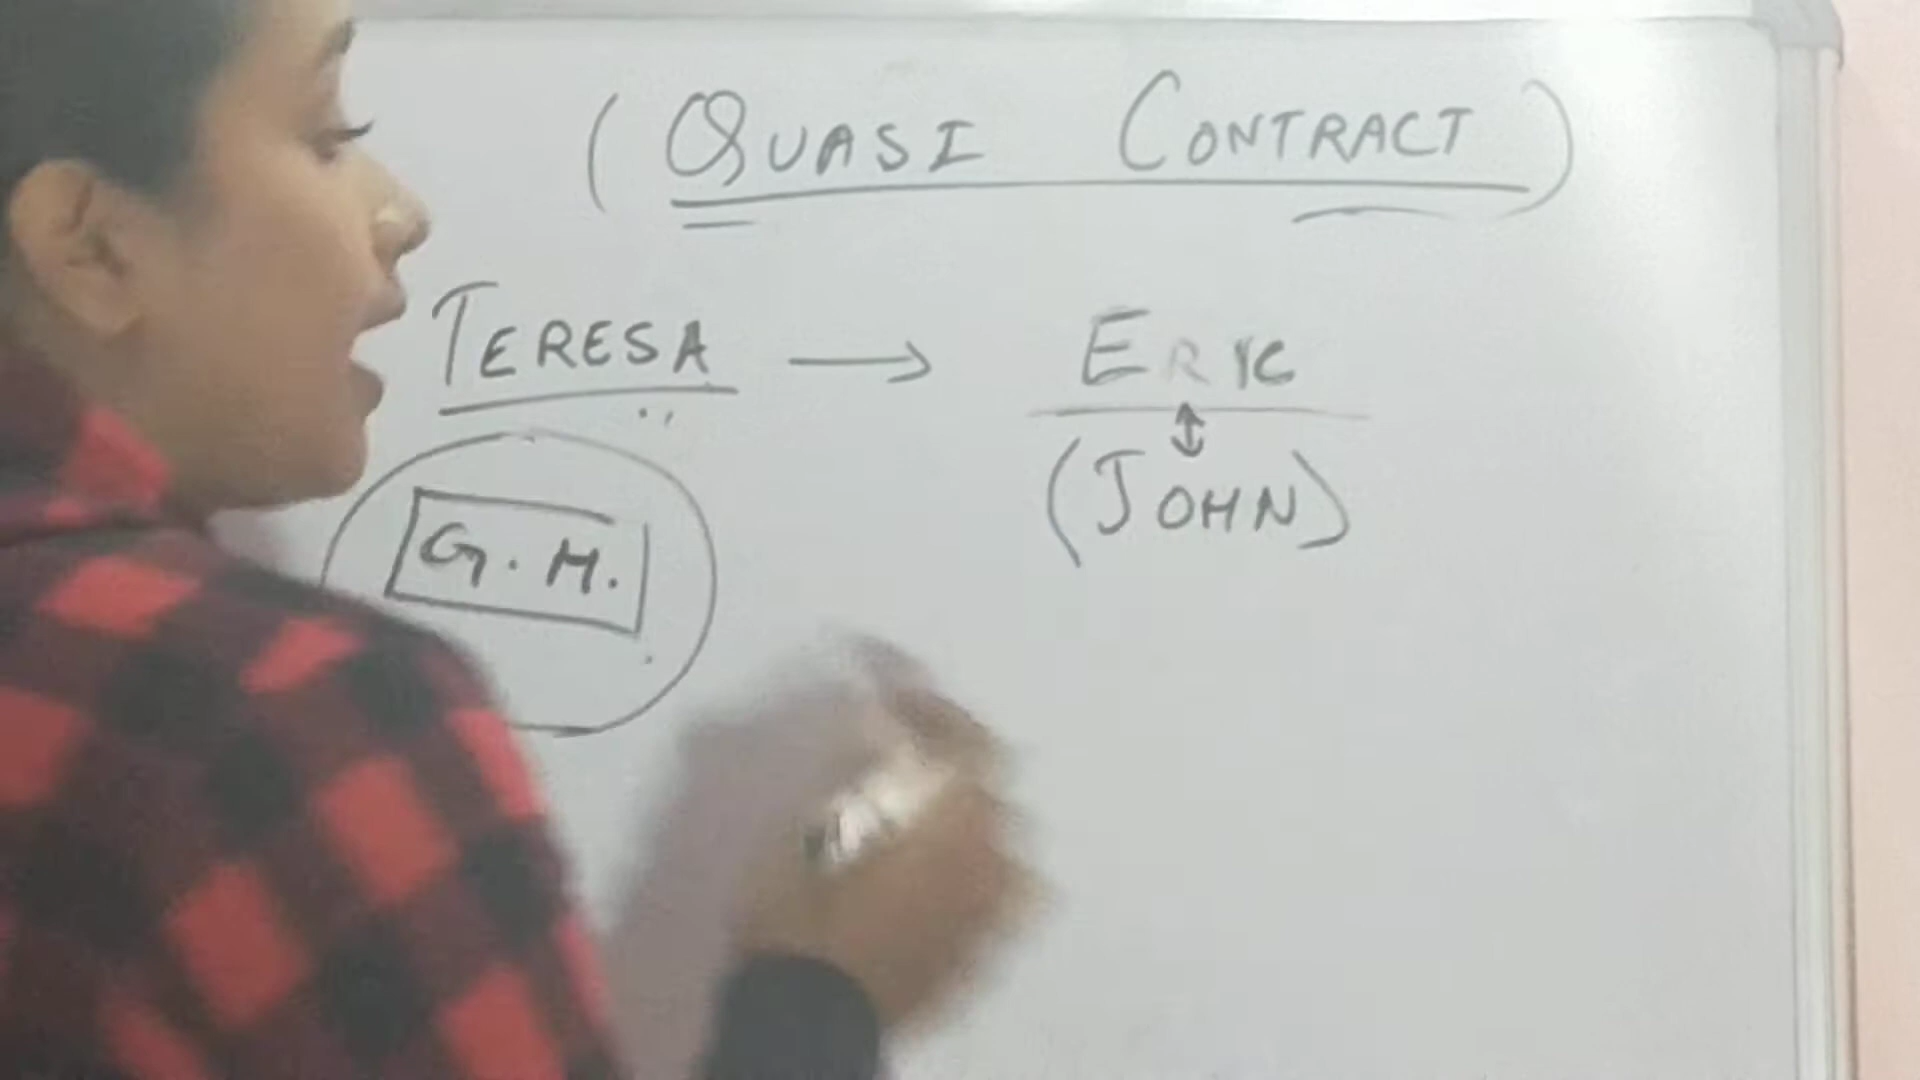 ( QUASI CONTRACT )
TERESA → ERIC
↕
(JOHN)
G. M.